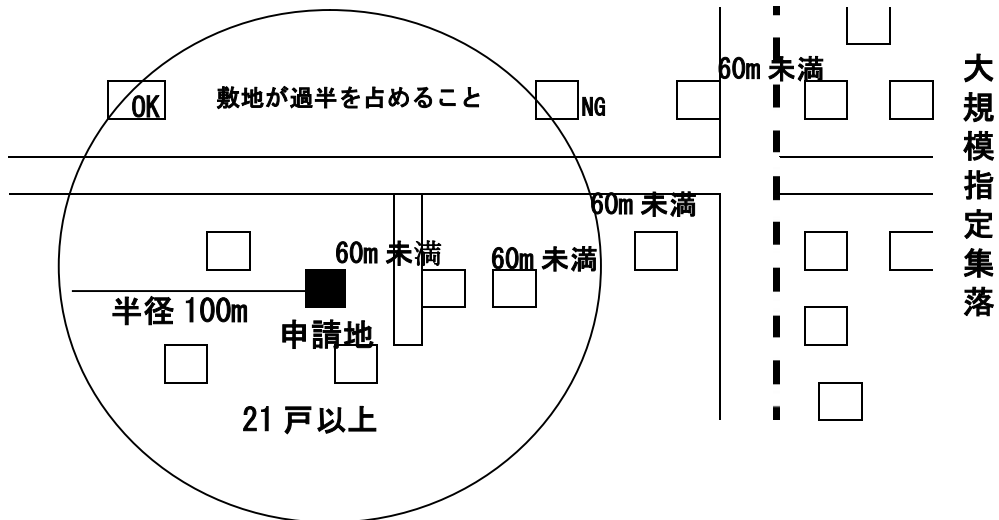 60m 未満
OK
敷地が過半を占めること
NG
大規模指定集落
60m 未満
60m 未満
60m 未満
半径 100m
申請地
21 戸以上